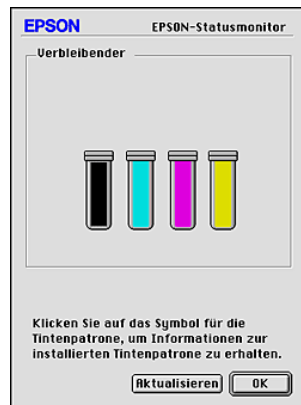 EPSON EPSON-Statusmonitor
Verbleibender
Klicken Sie auf das Symbol für die
Tintenpatrone, um Informationen zur
installierten Tintenpatrone zu erhalten.
Aktualisieren OK